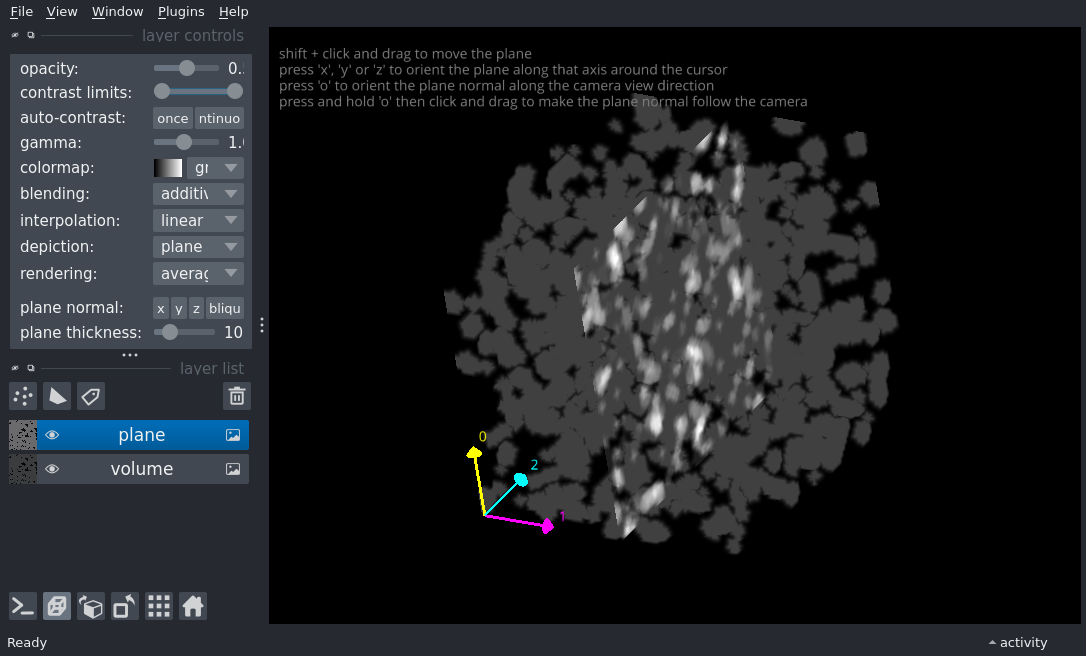 File View Window Plugins Help
layer controls
shift + click and drag to move the plane
press 'x', 'y' or 'z' to orient the plane along that axis around the cursor
press 'o' to orient the plane normal along the camera view direction
press and hold 'o' then click and drag to make the plane normal follow the camera
opacity: 0.
contrast limits:
auto-contrast: once ntinuo
gamma: 1.
colormap: gr
blending: additiv
interpolation: linear
depiction: plane
rendering: averag
plane normal: x y z bliqu
plane thickness: 10
layer list
plane
volume
0
2
1
Ready
activity